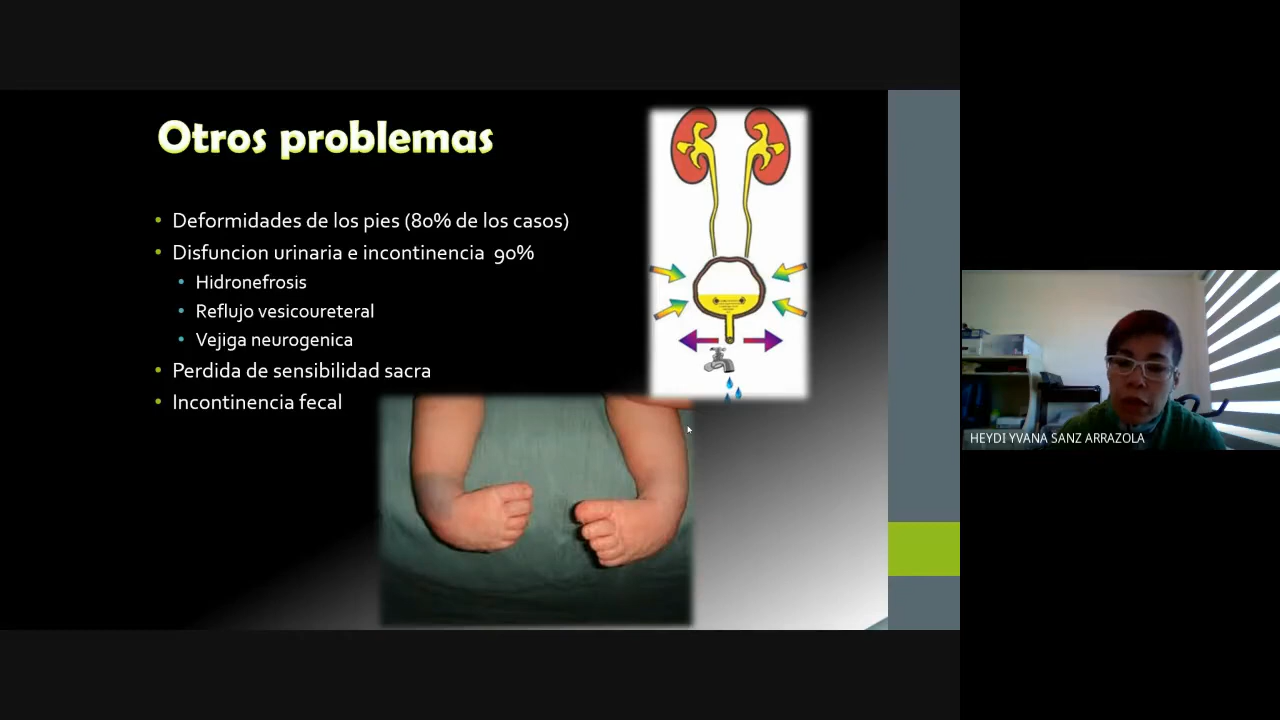 Otros problemas
Deformidades de los pies (80% de los casos)
Disfuncion urinaria e incontinencia 90%
Hidronefrosis
Reflujo vesicoureteral
Vejiga neurogenica
Perdida de sensibilidad sacra
Incontinencia fecal
HEYDI YVANA SANZ ARRAZOLA